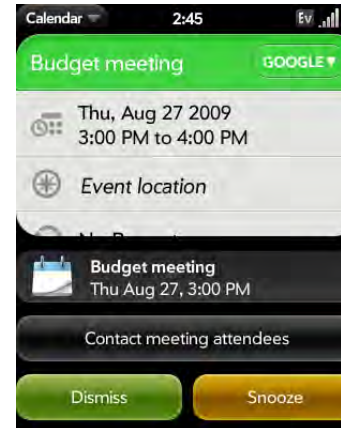 Calendar 2:45 Ev
Budget meeting GOOGLE
Thu, Aug 27 2009
3:00 PM to 4:00 PM
Event location
Budget meeting
Thu Aug 27, 3:00 PM
Contact meeting attendees
Dismiss Snooze